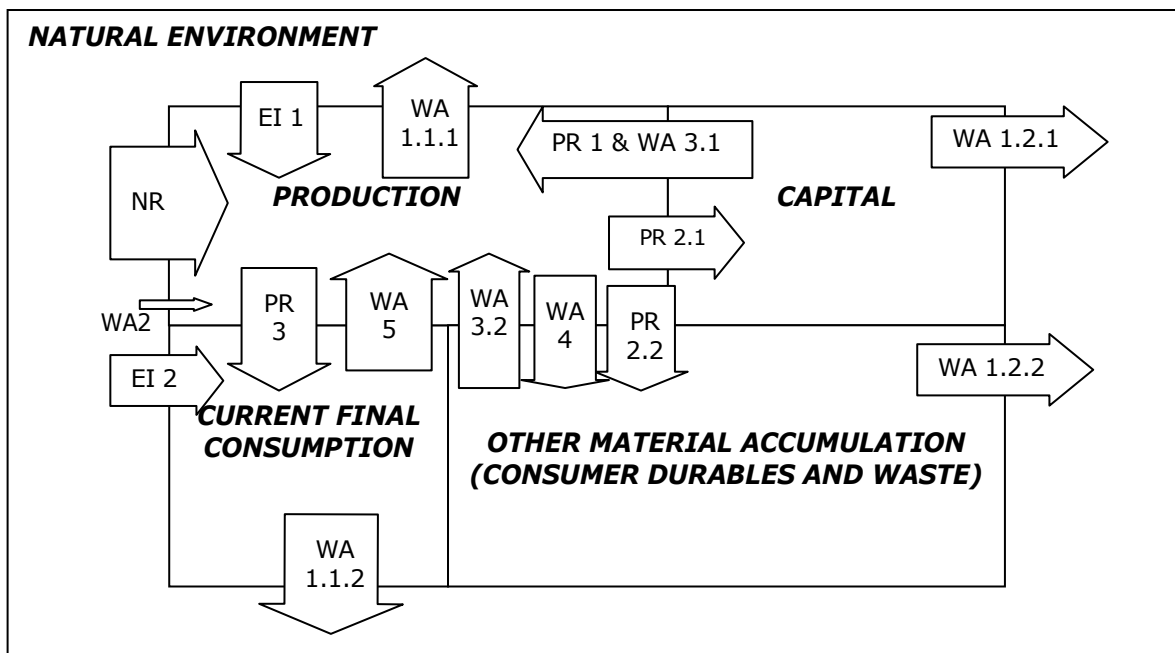 NATURAL ENVIRONMENT
EI 1
WA
1.1.1
PR 1 & WA 3.1
WA 1.2.1
NR
PRODUCTION
CAPITAL
PR 2.1
WA2
PR
3
WA
5
WA
3.2
WA
4
PR
2.2
EI 2
WA 1.2.2
CURRENT FINAL
CONSUMPTION
OTHER MATERIAL ACCUMULATION
(CONSUMER DURABLES AND WASTE)
WA
1.1.2